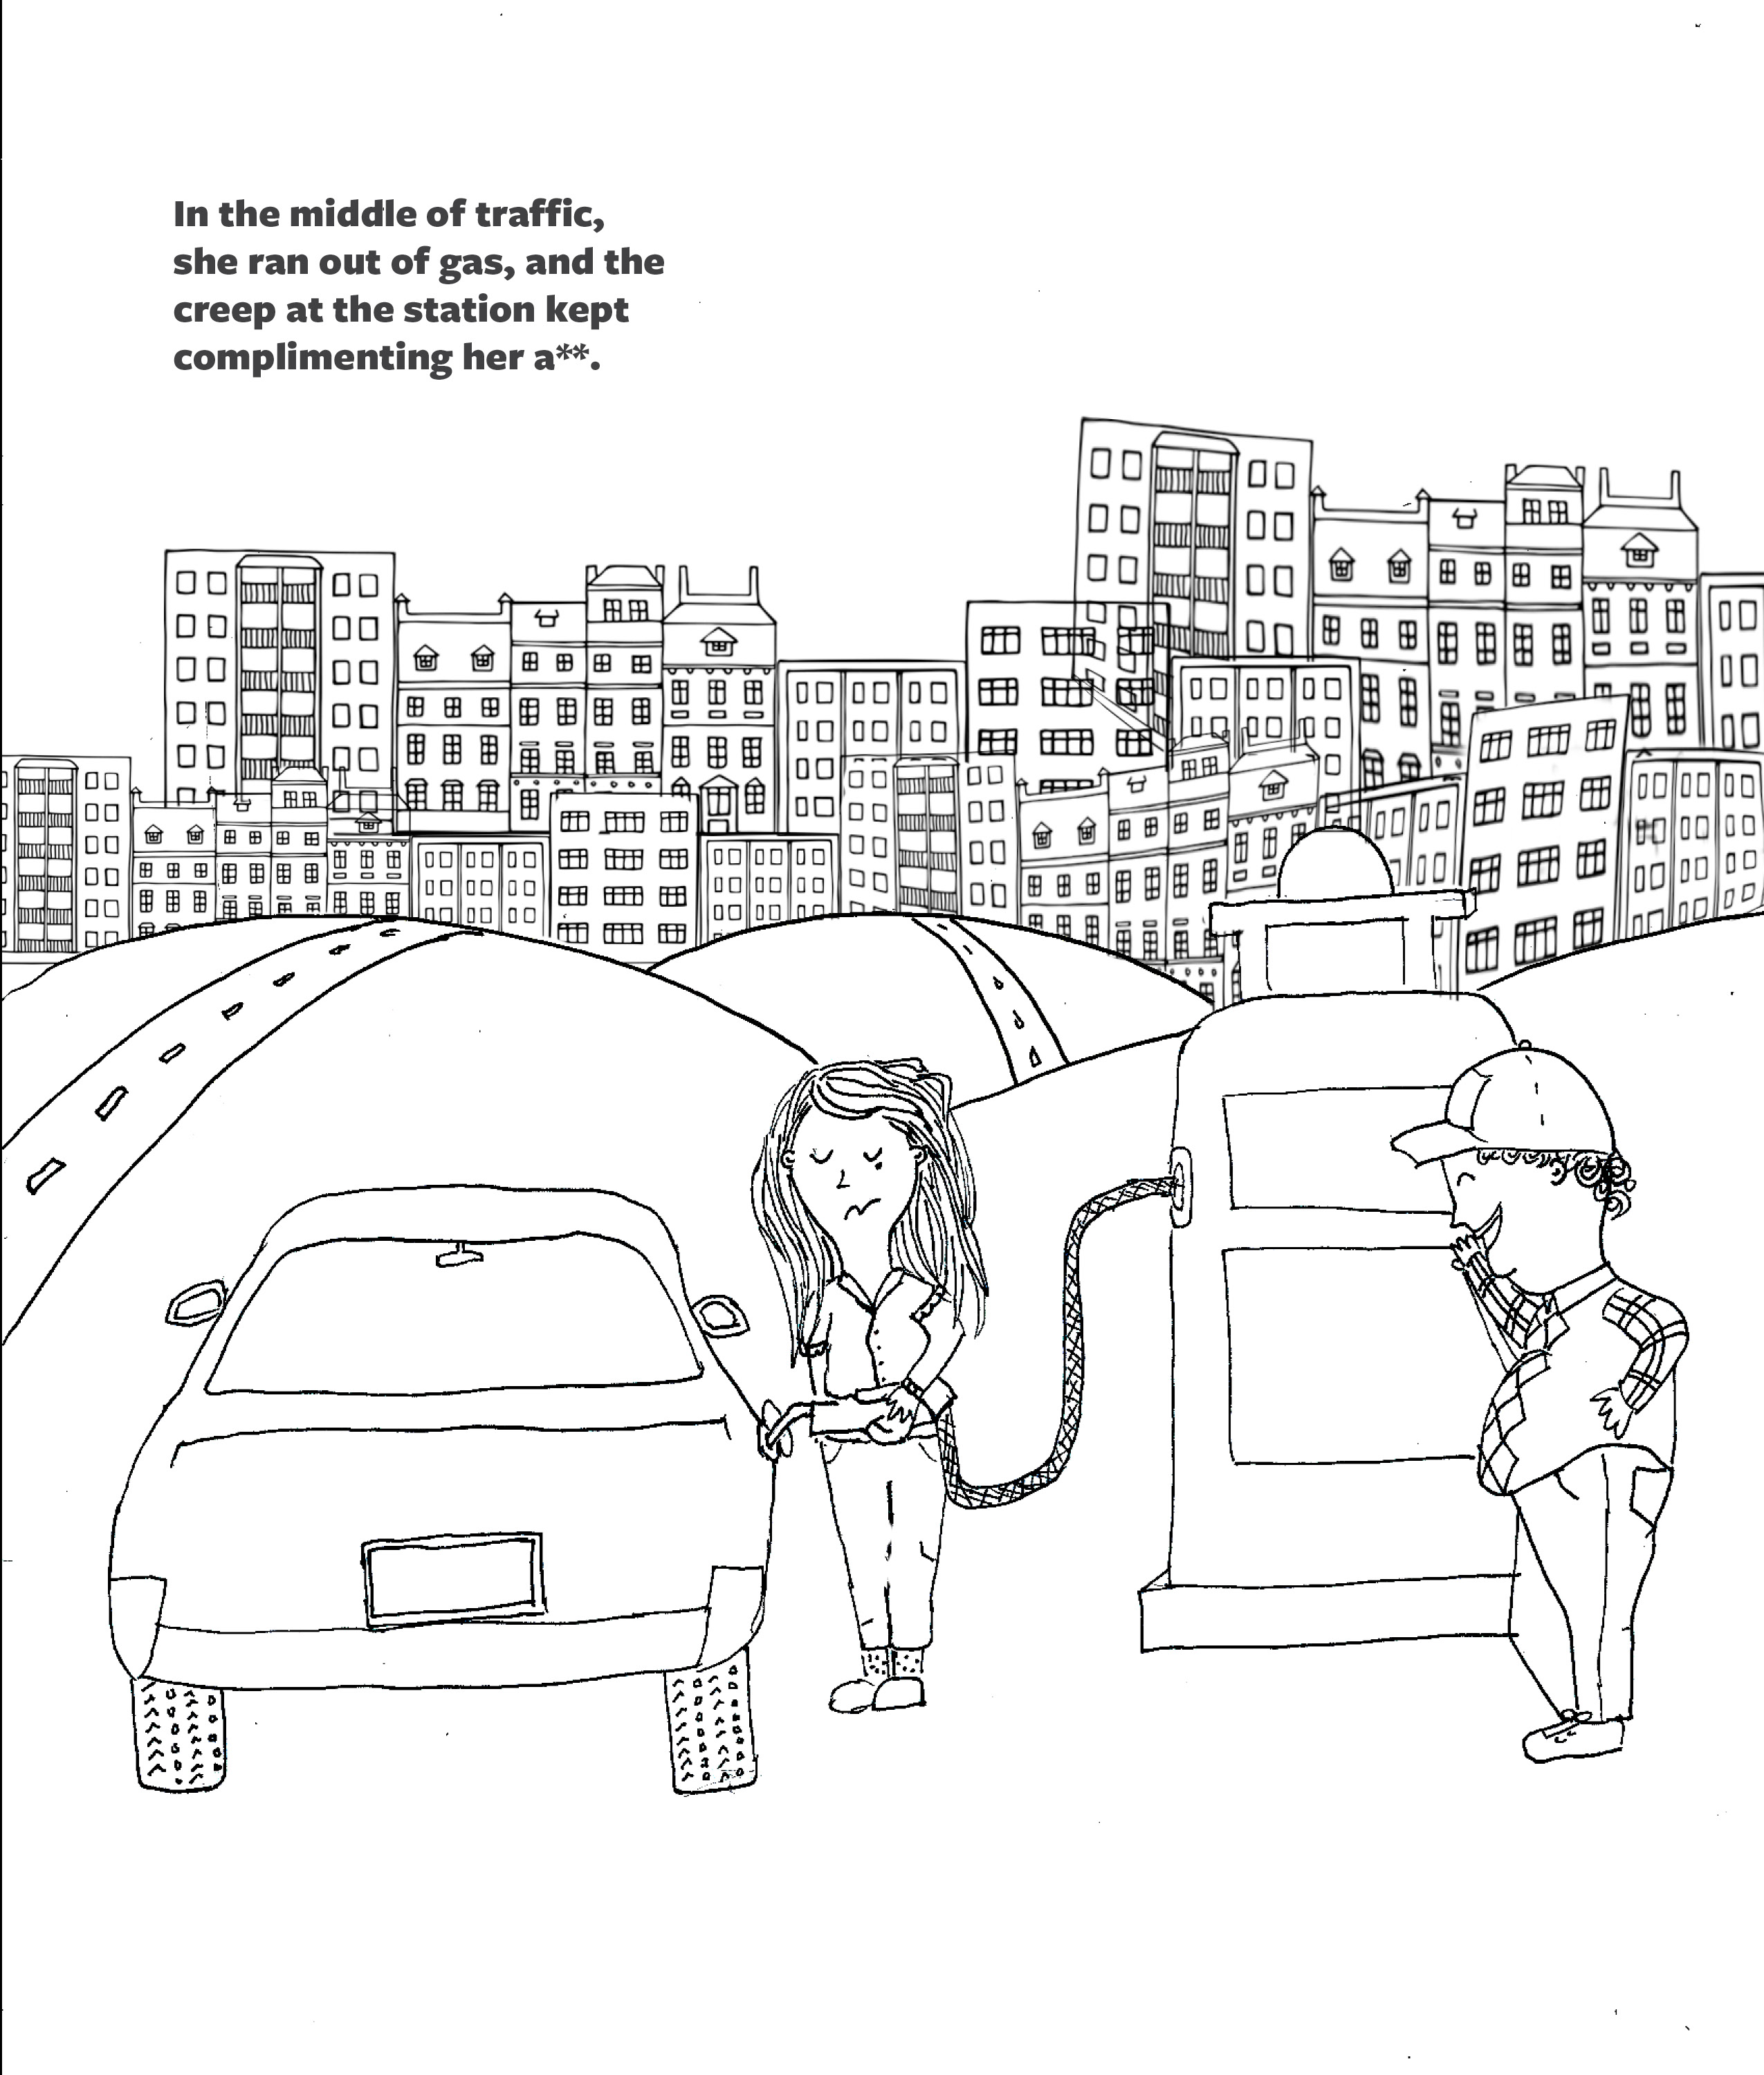 In the middle of traffic,
she ran out of gas, and the
creep at the station kept
complimenting her a**.